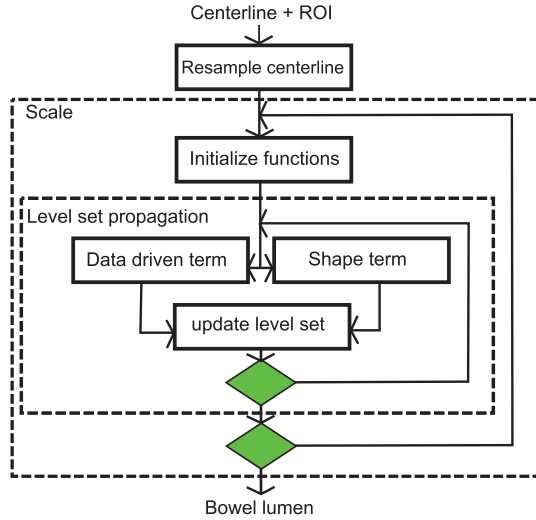 Centerline + ROI
Resample centerline
Scale
Initialize functions
Level set propagation
Data driven term
Shape term
update level set
Bowel lumen